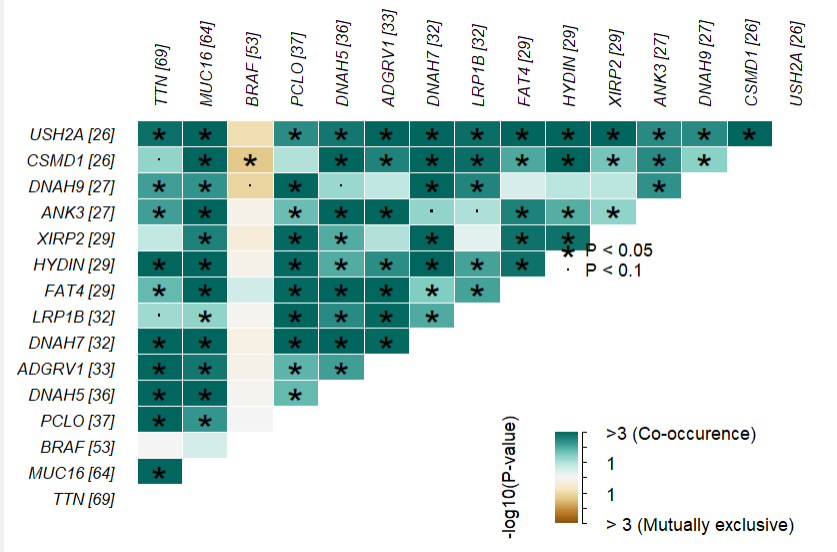 TTN [69]
MUC16 [64]
BRAF [53]
PCLO [37]
DNAH5 [36]
ADGRV1 [33]
DNAH7 [32]
LRP1B [32]
FAT4 [29]
HYDIN [29]
XIRP2 [29]
ANK3 [27]
DNAH9 [27]
CSMD1 [26]
USH2A [26]
USH2A [26]
CSMD1 [26]
DNAH9 [27]
ANK3 [27]
XIRP2 [29]
HYDIN [29]
FAT4 [29]
LRP1B [32]
DNAH7 [32]
ADGRV1 [33]
DNAH5 [36]
PCLO [37]
BRAF [53]
MUC16 [64]
TTN [69]
* P < 0.05
· P < 0.1
-log10(P-value)
>3 (Co-occurence)
1
1
> 3 (Mutually exclusive)